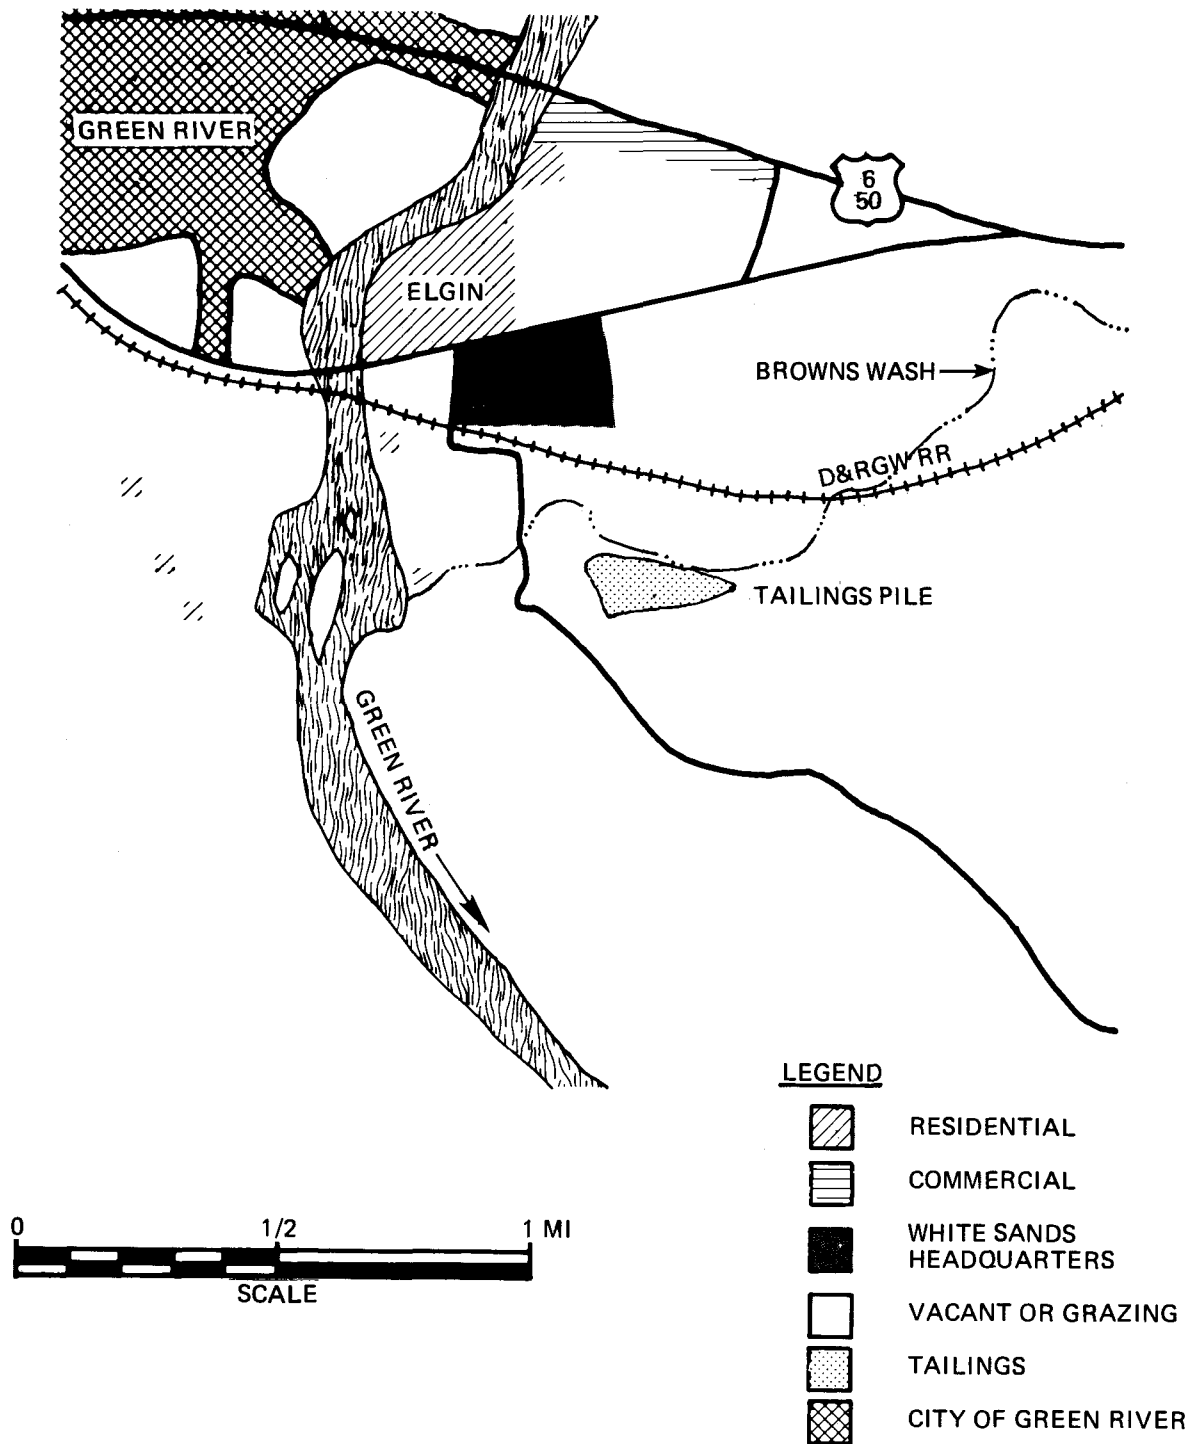 GREEN RIVER
6
50
ELGIN
BROWNS WASH
D&RGW RR
TAILINGS PILE
GREEN RIVER
LEGEND
RESIDENTIAL
COMMERCIAL
WHITE SANDS
HEADQUARTERS
VACANT OR GRAZING
TAILINGS
CITY OF GREEN RIVER
0 1/2 1 MI
SCALE